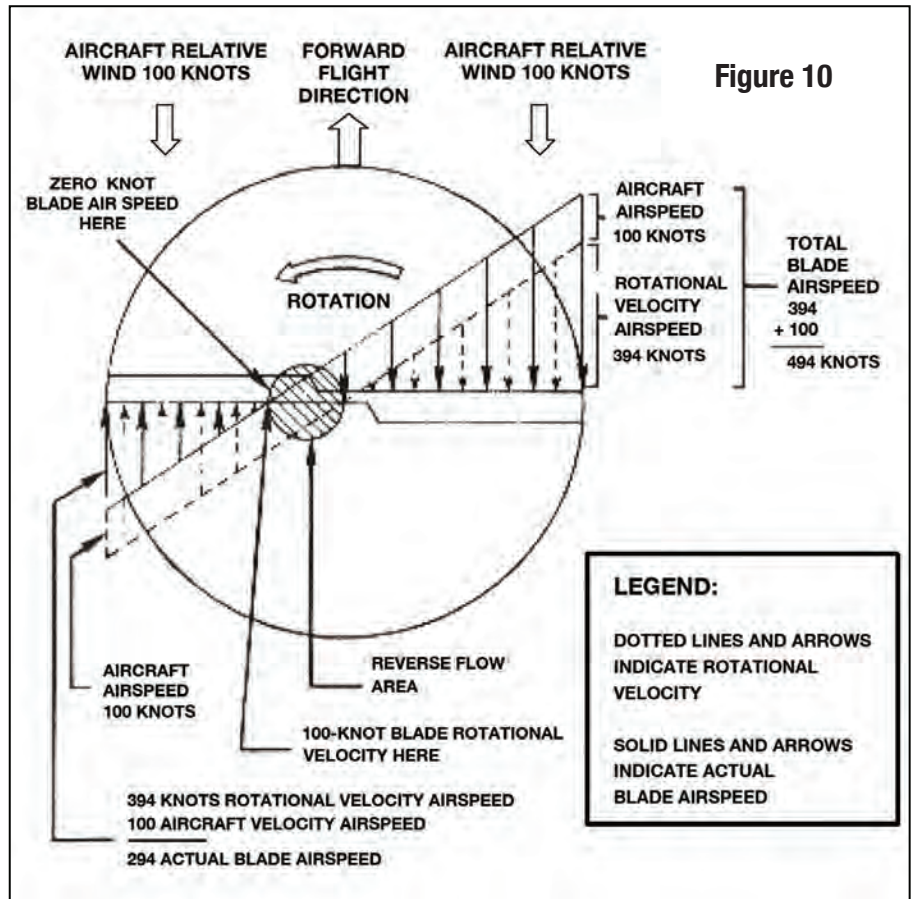 AIRCRAFT RELATIVE
WIND 100 KNOTS
FORWARD
FLIGHT
DIRECTION
AIRCRAFT RELATIVE
WIND 100 KNOTS
Figure 10
ZERO KNOT
BLADE AIR SPEED
HERE
ROTATION
AIRCRAFT
AIRSPEED
100 KNOTS
ROTATIONAL
VELOCITY
AIRSPEED
394 KNOTS
TOTAL
BLADE
AIRSPEED
394
+ 100
494 KNOTS
LEGEND:
DOTTED LINES AND ARROWS
INDICATE ROTATIONAL
VELOCITY
SOLID LINES AND ARROWS
INDICATE ACTUAL
BLADE AIRSPEED
AIRCRAFT
AIRSPEED
100 KNOTS
REVERSE FLOW
AREA
100-KNOT BLADE ROTATIONAL
VELOCITY HERE
394 KNOTS ROTATIONAL VELOCITY AIRSPEED
100 AIRCRAFT VELOCITY AIRSPEED
294 ACTUAL BLADE AIRSPEED